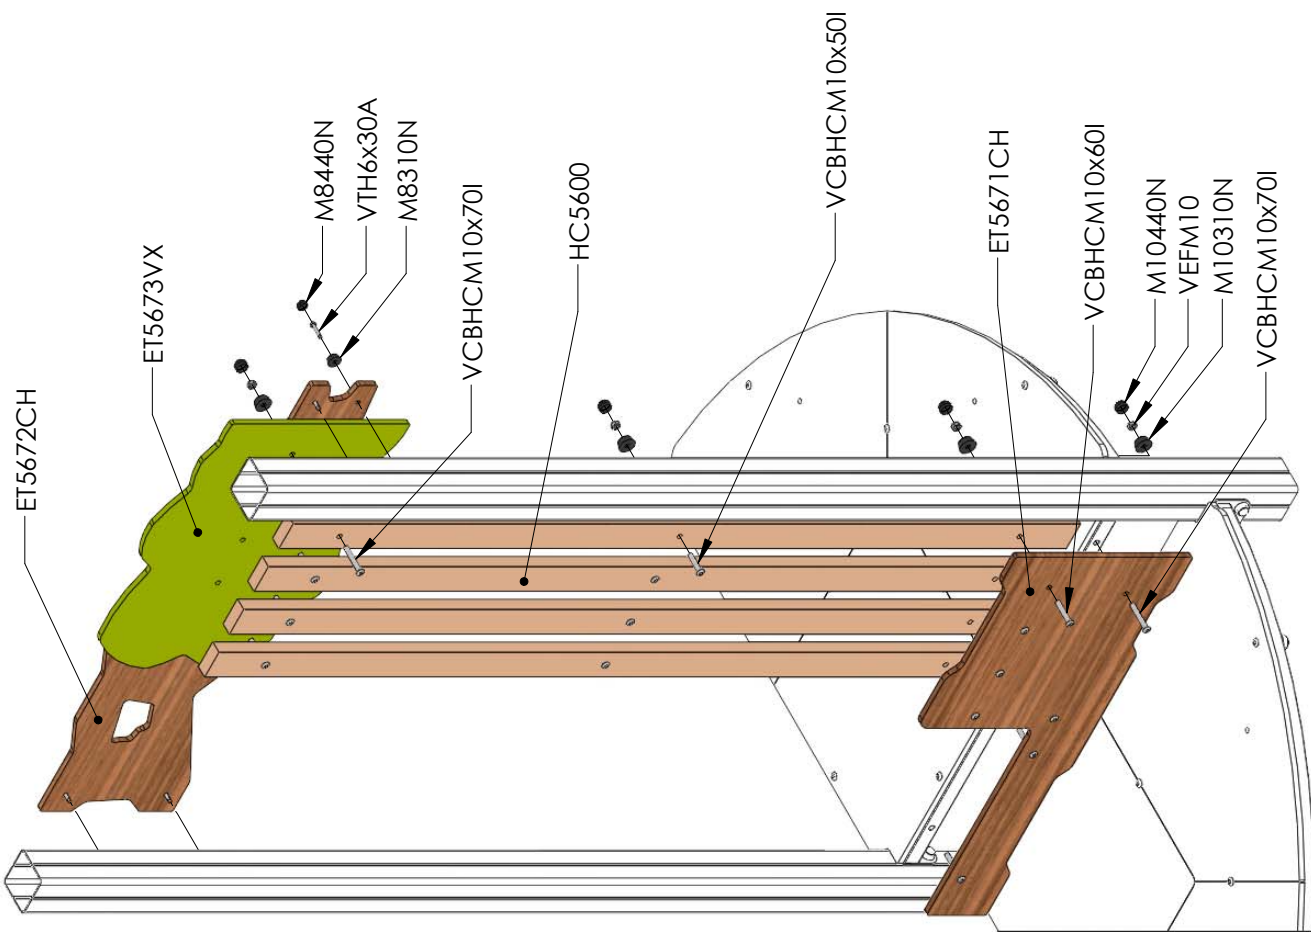 ET5672CH
ET5673VX
M8440N
VTH6x30A
M8310N
VCBHCM10x70I
HC5600
VCBHCM10x50I
ET5671CH
VCBHCM10x60I
M10440N
VEFM10
M10310N
VCBHCM10x70I